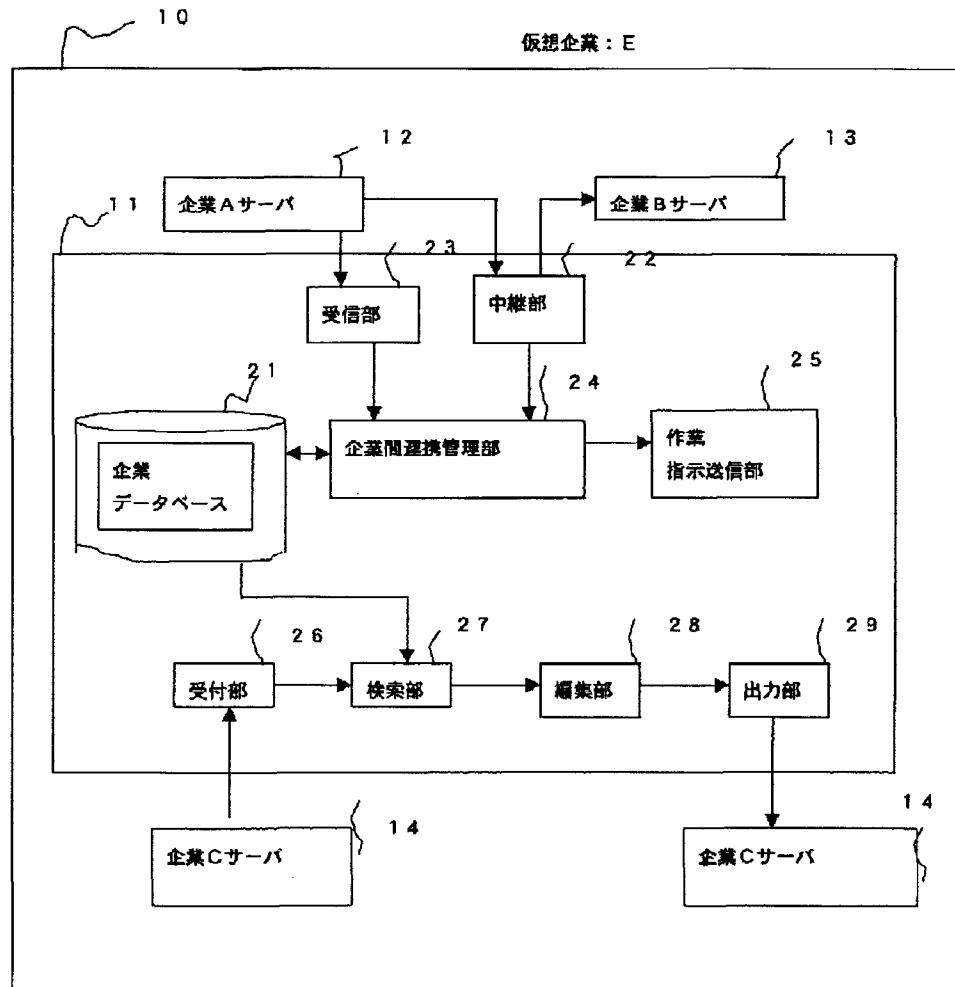 １０
仮想企業：Ｅ
１２
１３
企業Ａサーバ
企業Ｂサーバ
１１
２３
２２
受信部
中継部
２１
２４
２５
企業間連携管理部
作業
指示送信部
企業
データベース
２６
２７
２８
２９
受付部
検索部
編集部
出力部
１４
１４
企業Ｃサーバ
企業Ｃサーバ